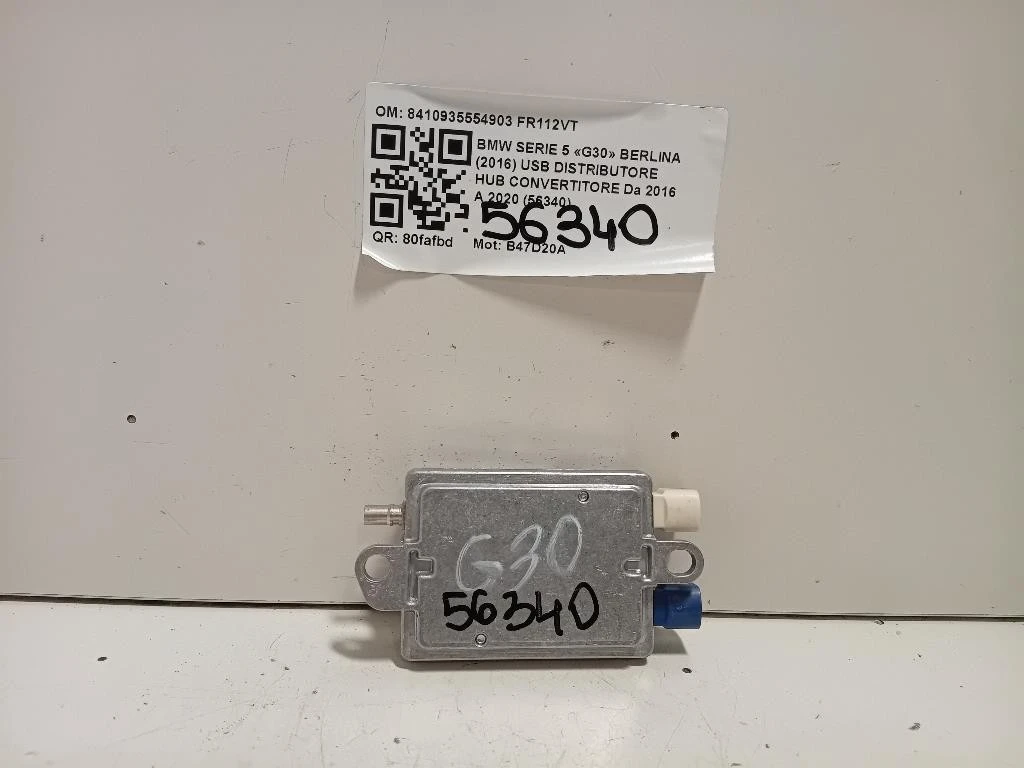 OM: 8410935554903 FR112VT
BMW SERIE 5 «G30» BERLINA
(2016) USB DISTRIBUTORE
HUB CONVERTITORE Da 2016
A 2020 (56340)
56340
QR: 80fafbd Mot: B47D20A
G30
56340